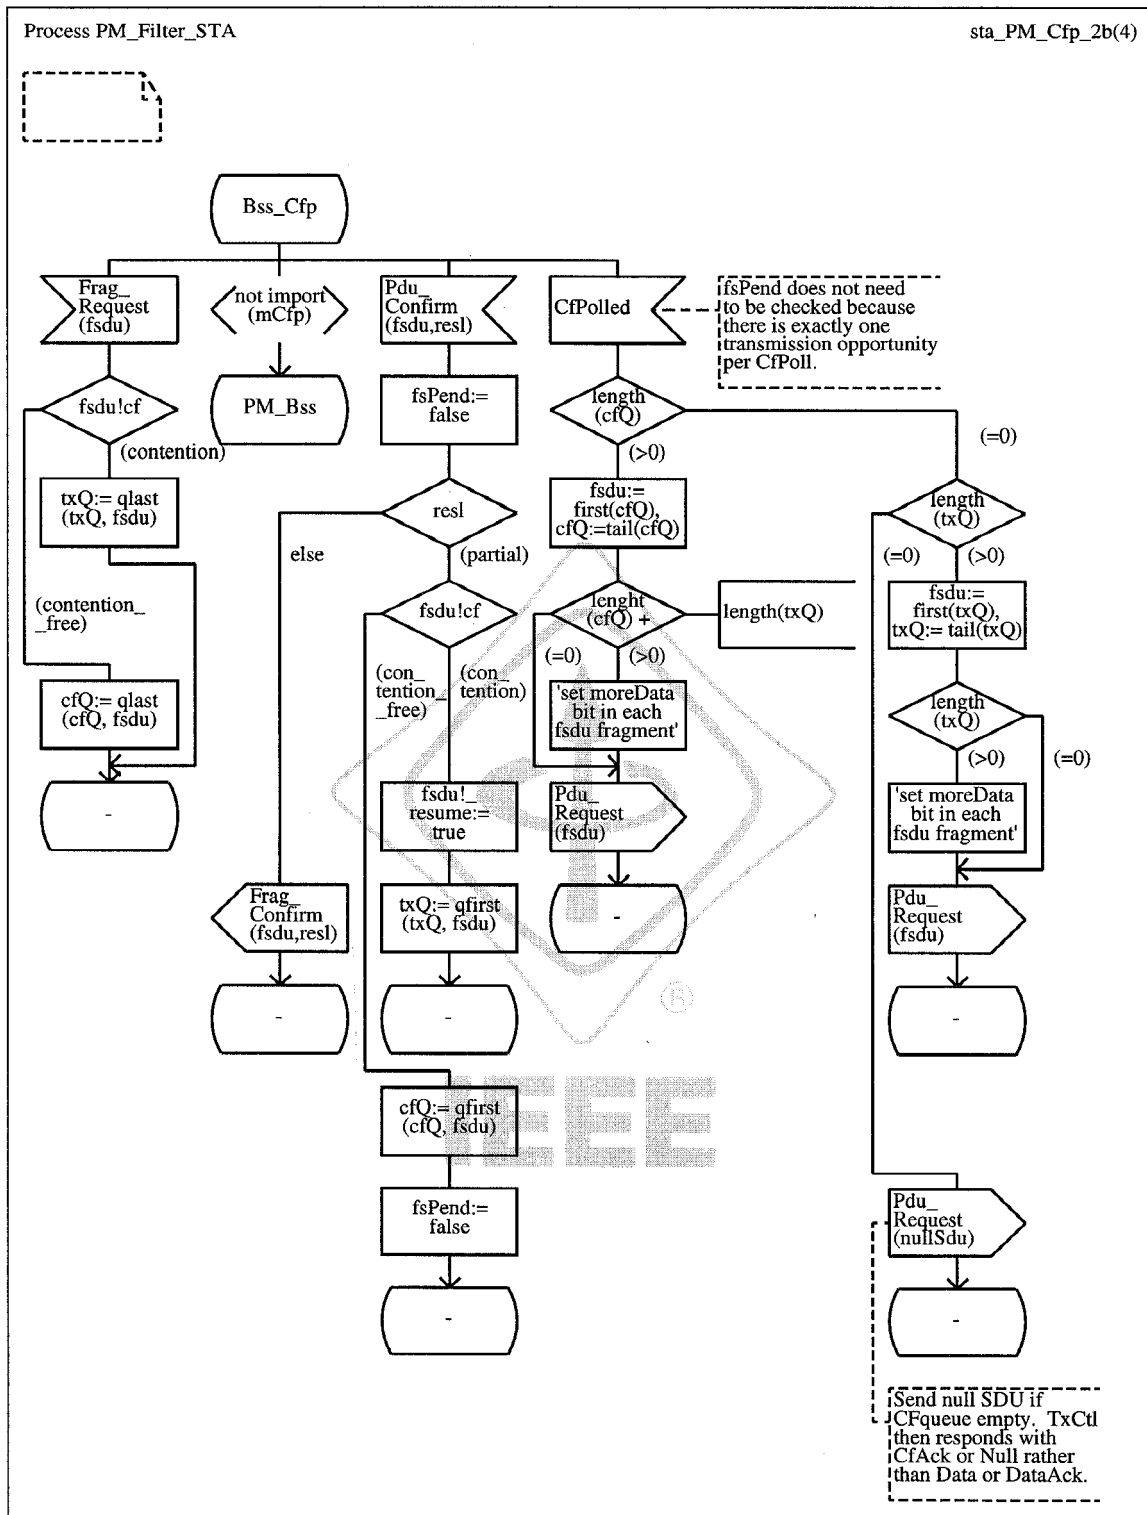 Process PM_Filter_STA
sta_PM_Cfp_2b(4)
Bss_Cfp
Frag_
Request
(fsdu)
not import
(mCfp)
Pdu_
Confirm
(fsdu,resl)
CfPolled
fsPend does not need
to be checked because
there is exactly one
transmission opportunity
per CfPoll.
fsdu!cf
PM_Bss
fsPend:=
false
length
(cfQ)
(=0)
(contention)
(>0)
txQ:= qlast
(txQ, fsdu)
resl
fsdu:=
first(cfQ),
cfQ:=tail(cfQ)
length
(txQ)
else
(partial)
(=0)
(>0)
(contention_
_free)
fsdu!cf
lenght
(cfQ) +
length(txQ)
fsdu:=
first(txQ),
txQ:= tail(txQ)
(con_
tention_
_free)
(con_
tention)
(=0)
(>0)
cfQ:= qlast
(cfQ, fsdu)
'set moreData
bit in each
fsdu fragment'
length
(txQ)
(>0)
(=0)
-
fsdu!_
resume:=
true
Pdu_
Request
(fsdu)
'set moreData
bit in each
fsdu fragment'
Frag_
Confirm
(fsdu,resl)
txQ:= qfirst
(txQ, fsdu)
-
Pdu_
Request
(fsdu)
-
-
-
®
IEEE
cfQ:= qfirst
(cfQ, fsdu)
fsPend:=
false
Pdu_
Request
(nullSdu)
-
-
Send null SDU if
CFqueue empty. TxCtl
then responds with
CfAck or Null rather
than Data or DataAck.